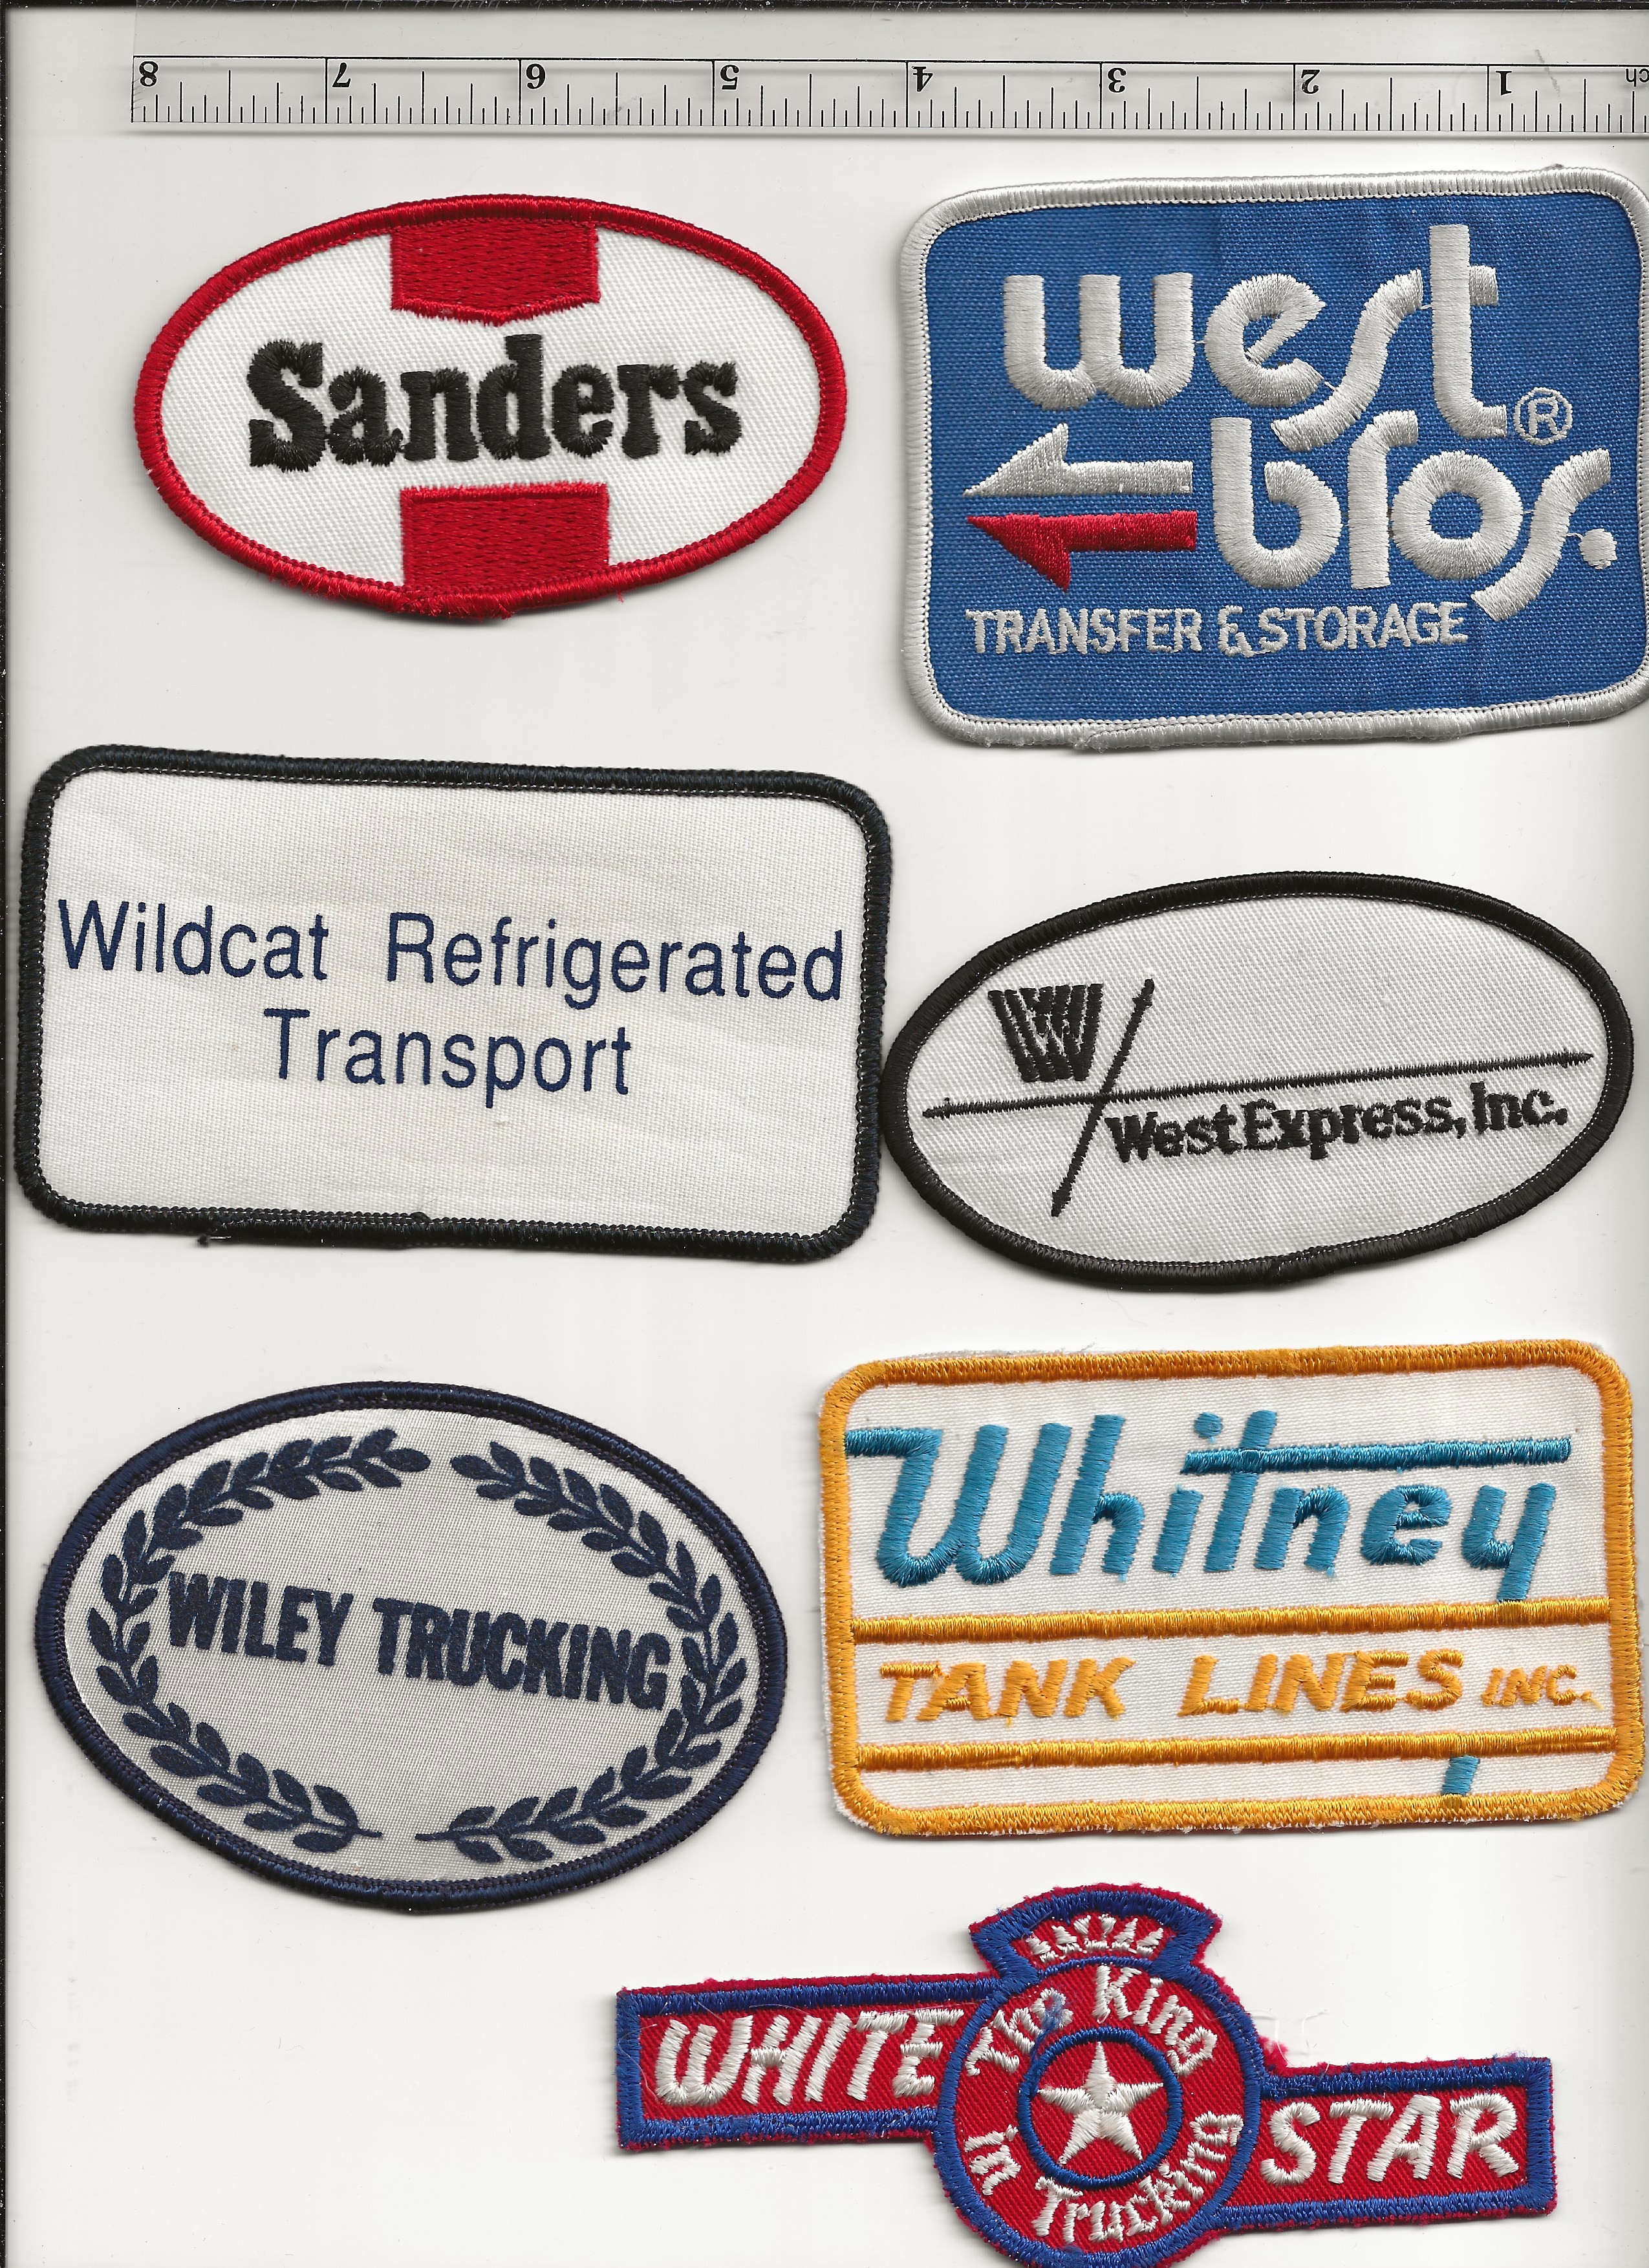 8 7 6 5 4 3 2 1 ch
Sanders
west
bros.
®
TRANSFER & STORAGE
Wildcat Refrigerated
Transport
W
West Express, Inc.
WILEY TRUCKING
Whitney
TANK LINES INC.
WHITE
The King
in Trucking
STAR